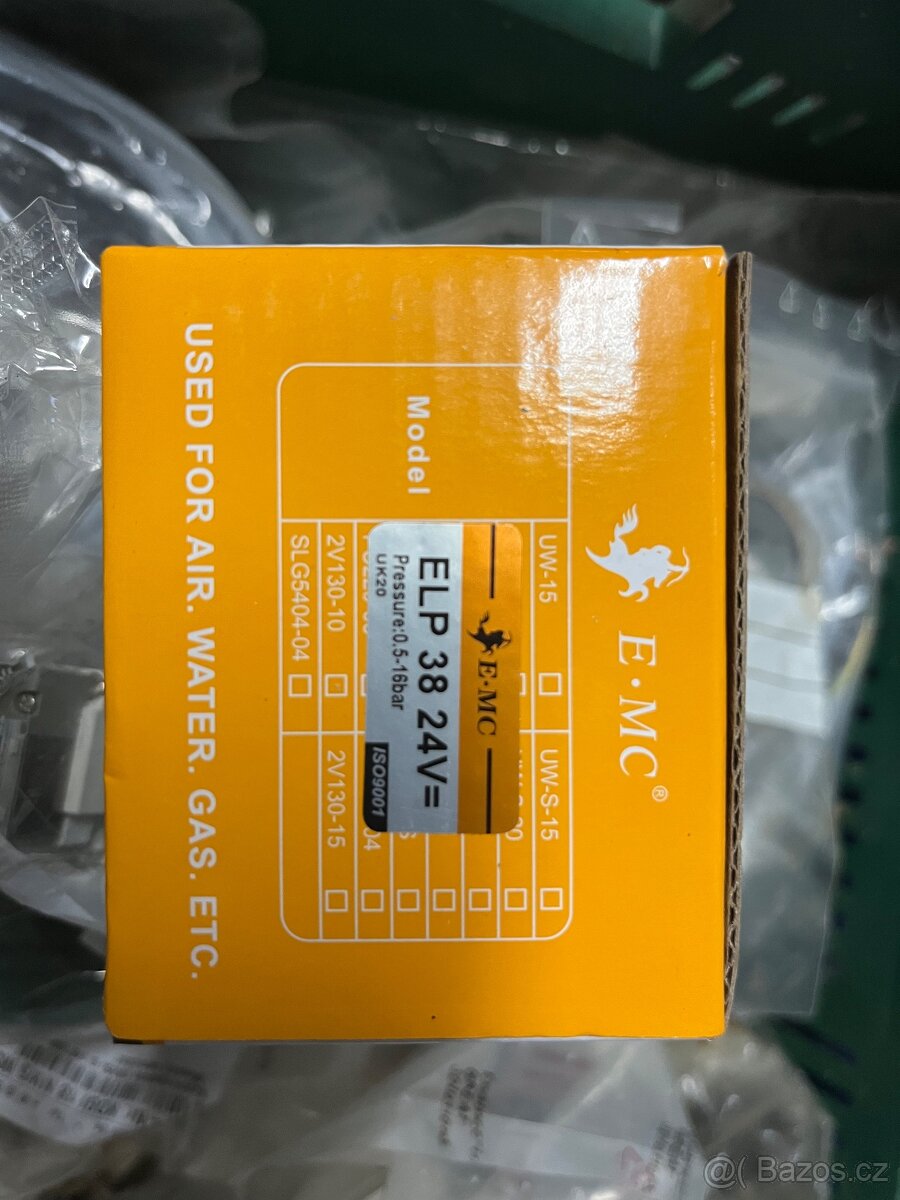 E·MC®
Model
UW-15
UW-S-15
2V130-10
2V130-15
SLG5404-04
E·MC
ELP 38 24V=
Pressure:0.5-16bar
UK20
ISO9001
USED FOR AIR. WATER. GAS. ETC.
@( Bazos.cz